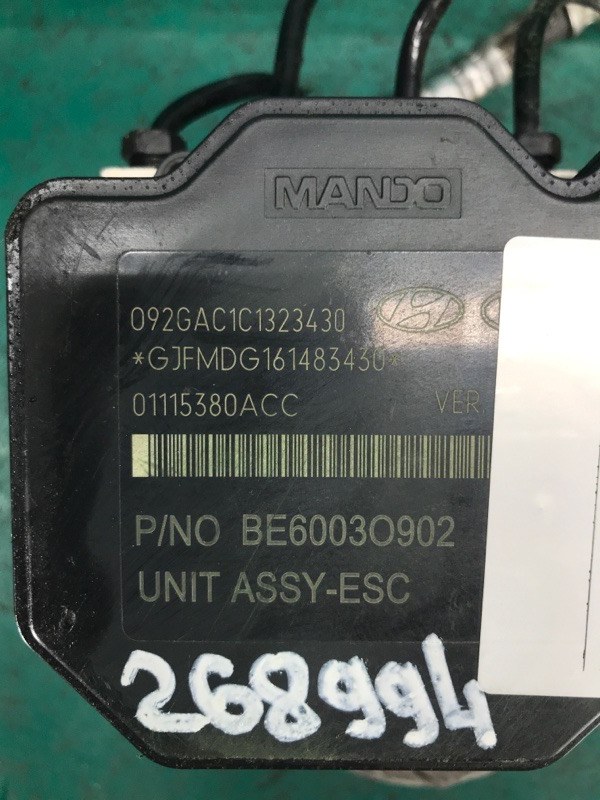 MANDO
092GAC1C1323430
*GJFMDG161483430*
01115380ACC VER
P/NO BE6003O902
UNIT ASSY-ESC
268994